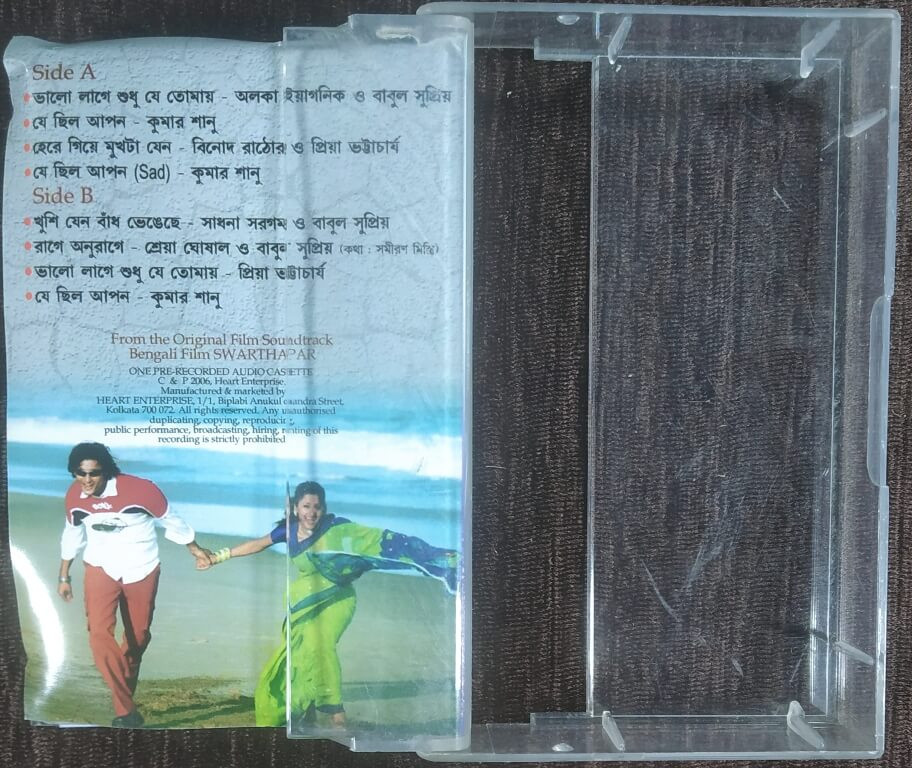 Side A
ভালো লাগে শুধু যে তোমায় - অলকা ইয়াগনিক ও বাবুল সুপ্রিয়
যে ছিল আপন - কুমার শানু
হেরে গিয়ে মুখটা যেন - বিনোদ রাঠোর ও প্রিয়া ভট্টাচার্য
যে ছিল আপন (Sad) - কুমার শানু
Side B
খুশি যেন বাঁধ ভেঙেছে - সাধনা সরগম ও বাবুল সুপ্রিয়
রাগে অনুরাগে - শ্রেয়া ঘোষাল ও বাবুল সুপ্রিয় (কথা : সমীরণ মিস্ত্রি)
ভালো লাগে শুধু যে তোমায় - প্রিয়া ভট্টাচার্য
যে ছিল আপন - কুমার শানু
From the Original Film Soundtrack
Bengali Film SWARTHAPAR
ONE PRE-RECORDED AUDIO CASSETTE
C & P 2006, Heart Enterprise.
Manufactured & marketed by
HEART ENTERPRISE, 1/1, Biplabi Anukul Chandra Street,
Kolkata 700 072. All rights reserved. Any unauthorised
duplicating, copying, reproducing,
public performance, broadcasting, hiring, renting of this
recording is strictly prohibited